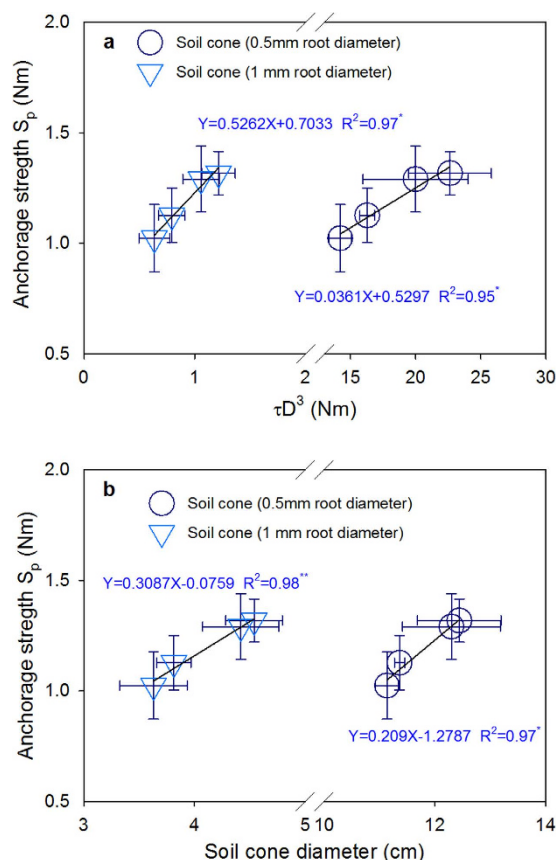 a
Soil cone (0.5mm root diameter)
Soil cone (1 mm root diameter)
Y=0.5262X+0.7033 R²=0.97*
Y=0.0361X+0.5297 R²=0.95*
Anchorage stregth Sp (Nm)
2.0
1.5
1.0
0.5
0 1 2 15 20 25 30
τD³ (Nm)
b
Soil cone (0.5mm root diameter)
Soil cone (1 mm root diameter)
Y=0.3087X-0.0759 R²=0.98**
Y=0.209X-1.2787 R²=0.97*
Anchorage stregth Sp (Nm)
2.0
1.5
1.0
0.5
3 4 5 10 12 14
Soil cone diameter (cm)